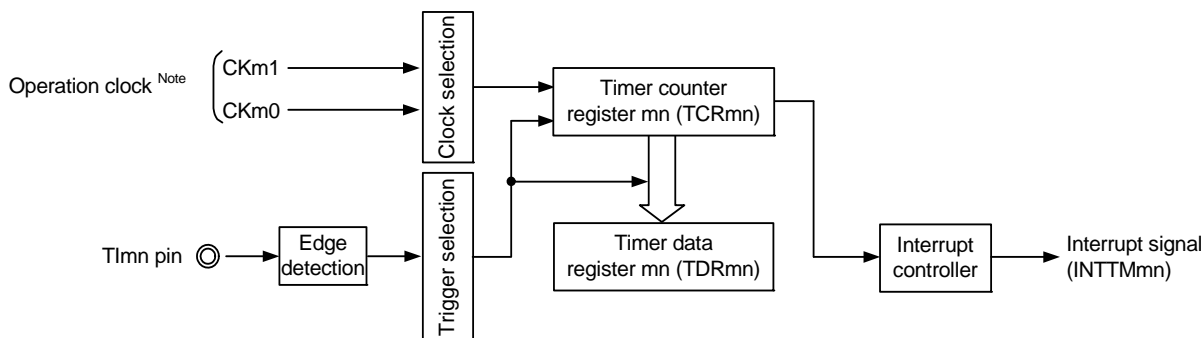 Operation clock Note
CKm1
CKm0
Clock selection
Timer counter
register mn (TCRmn)
TImn pin
Edge
detection
Trigger selection
Timer data
register mn (TDRmn)
Interrupt
controller
Interrupt signal
(INTTMmn)